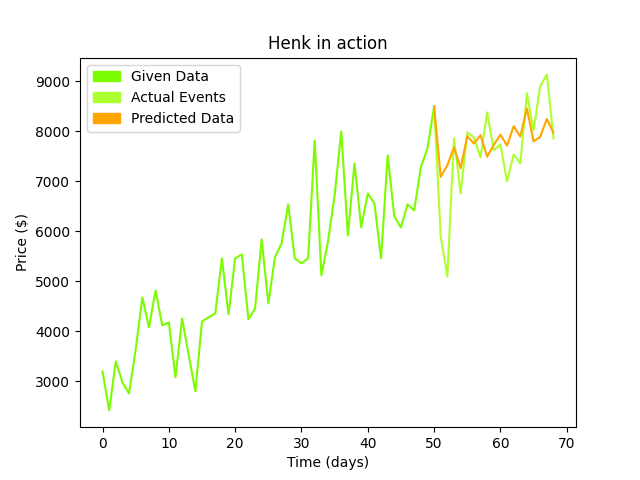 Henk in action
Given Data
Actual Events
Predicted Data
9000
8000
7000
6000
5000
4000
3000
Price ($)
0 10 20 30 40 50 60 70
Time (days)